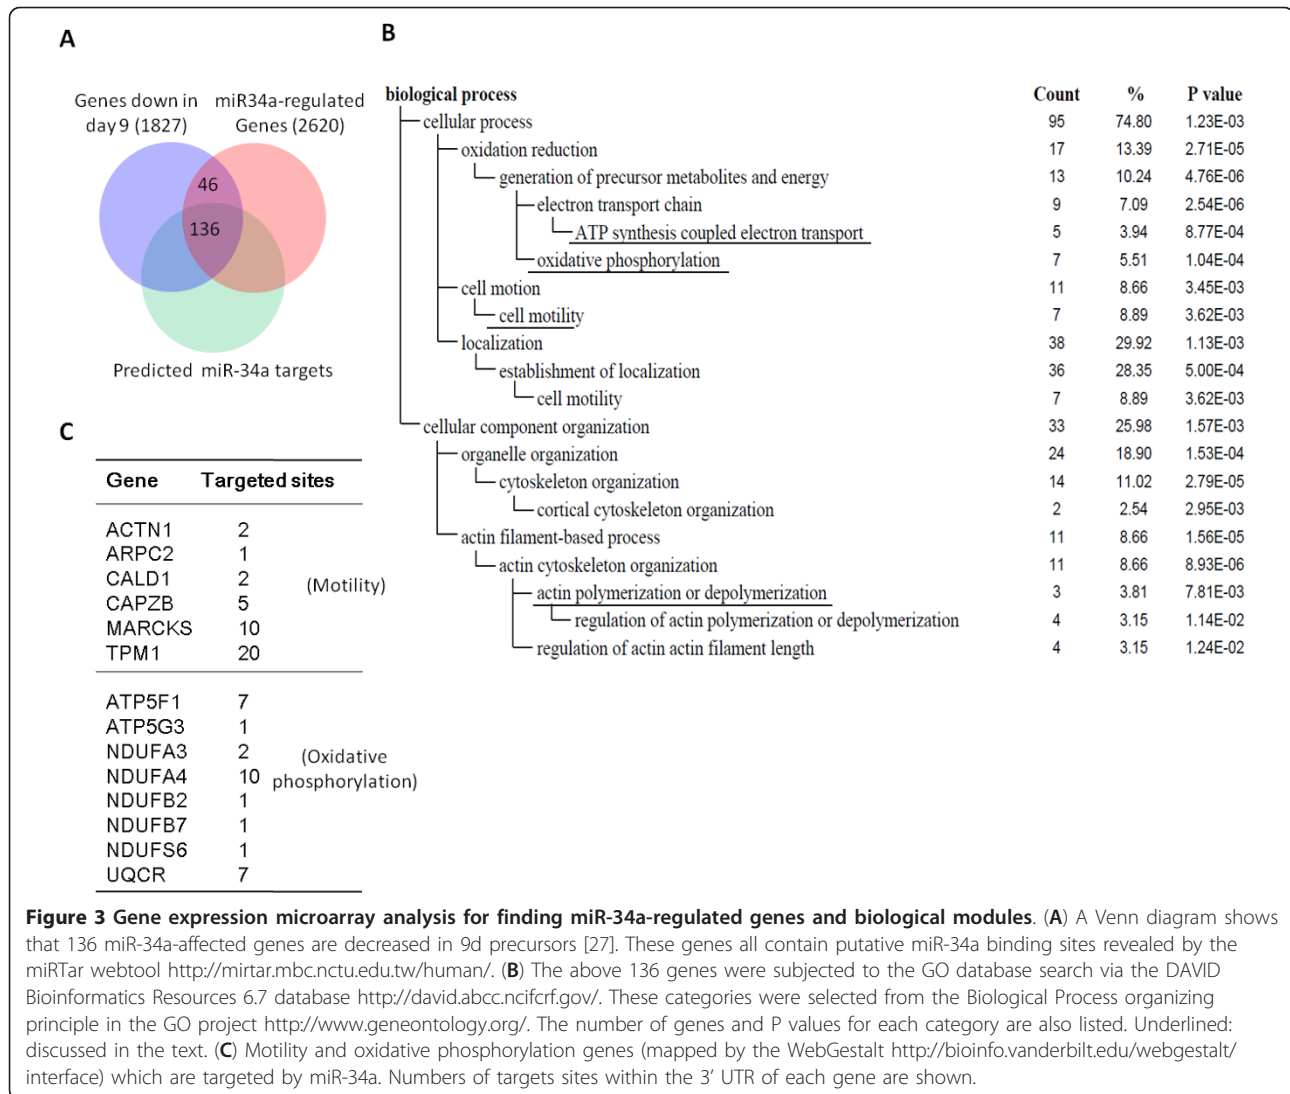 A
Genes down in day 9 (1827)
miR34a-regulated Genes (2620)
46
136
Predicted miR-34a targets
B
biological process Count % P value
cellular process 95 74.80 1.23E-03
oxidation reduction 17 13.39 2.71E-05
generation of precursor metabolites and energy 13 10.24 4.76E-06
electron transport chain 9 7.09 2.54E-06
ATP synthesis coupled electron transport 5 3.94 8.77E-04
oxidative phosphorylation 7 5.51 1.04E-04
cell motion 11 8.66 3.45E-03
cell motility 7 8.89 3.62E-03
localization 38 29.92 1.13E-03
establishment of localization 36 28.35 5.00E-04
cell motility 7 8.89 3.62E-03
cellular component organization 33 25.98 1.57E-03
organelle organization 24 18.90 1.53E-04
cytoskeleton organization 14 11.02 2.79E-05
cortical cytoskeleton organization 2 2.54 2.95E-03
actin filament-based process 11 8.66 1.56E-05
actin cytoskeleton organization 11 8.66 8.93E-06
actin polymerization or depolymerization 3 3.81 7.81E-03
regulation of actin polymerization or depolymerization 4 3.15 1.14E-02
regulation of actin actin filament length 4 3.15 1.24E-02
C
Gene Targeted sites
ACTN1 2
ARPC2 1
CALD1 2
(Motility)
CAPZB 5
MARCKS 10
TPM1 20
ATP5F1 7
ATP5G3 1
NDUFA3 2
(Oxidative
NDUFA4 10
phosphorylation)
NDUFB2 1
NDUFB7 1
NDUFS6 1
UQCR 7
Figure 3 Gene expression microarray analysis for finding miR-34a-regulated genes and biological modules. (A) A Venn diagram shows
that 136 miR-34a-affected genes are decreased in 9d precursors [27]. These genes all contain putative miR-34a binding sites revealed by the
miRTar webtool http://mirtar.mbc.nctu.edu.tw/human/. (B) The above 136 genes were subjected to the GO database search via the DAVID
Bioinformatics Resources 6.7 database http://david.abcc.ncifcrf.gov/. These categories were selected from the Biological Process organizing
principle in the GO project http://www.geneontology.org/. The number of genes and P values for each category are also listed. Underlined:
discussed in the text. (C) Motility and oxidative phosphorylation genes (mapped by the WebGestalt http://bioinfo.vanderbilt.edu/webgestalt/
interface) which are targeted by miR-34a. Numbers of targets sites within the 3' UTR of each gene are shown.